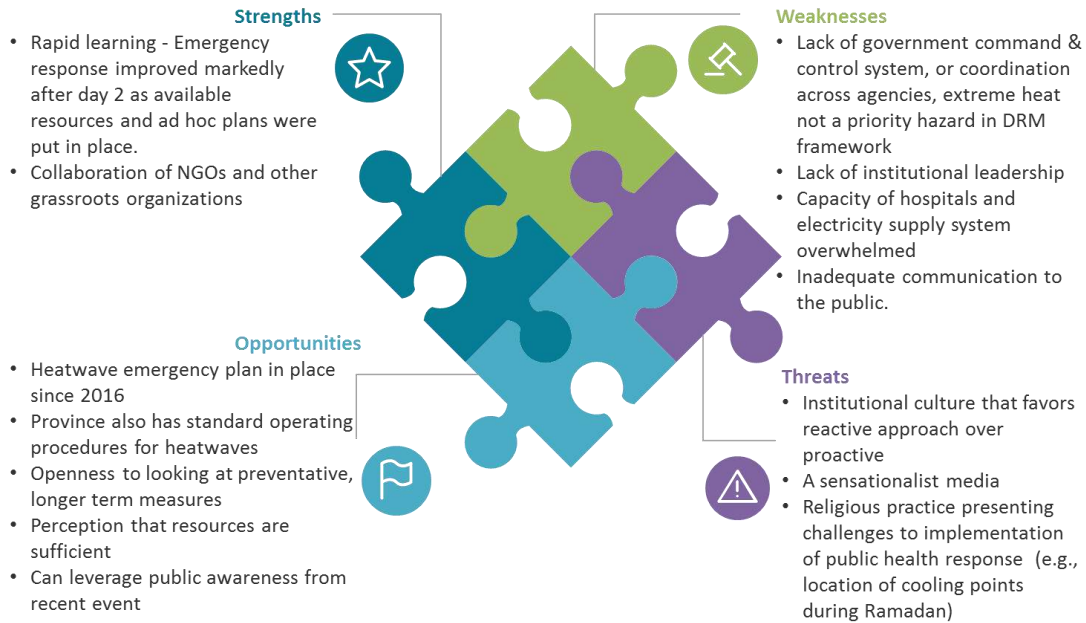 Strengths
• Rapid learning - Emergency
response improved markedly
after day 2 as available
resources and ad hoc plans were
put in place.
• Collaboration of NGOs and other
grassroots organizations
Weaknesses
• Lack of government command &
control system, or coordination
across agencies, extreme heat
not a priority hazard in DRM
framework
• Lack of institutional leadership
• Capacity of hospitals and
electricity supply system
overwhelmed
• Inadequate communication to
the public.
Opportunities
• Heatwave emergency plan in place
since 2016
• Province also has standard operating
procedures for heatwaves
• Openness to looking at preventative,
longer term measures
• Perception that resources are
sufficient
• Can leverage public awareness from
recent event
Threats
• Institutional culture that favors
reactive approach over
proactive
• A sensationalist media
• Religious practice presenting
challenges to implementation
of public health response (e.g.,
location of cooling points
during Ramadan)